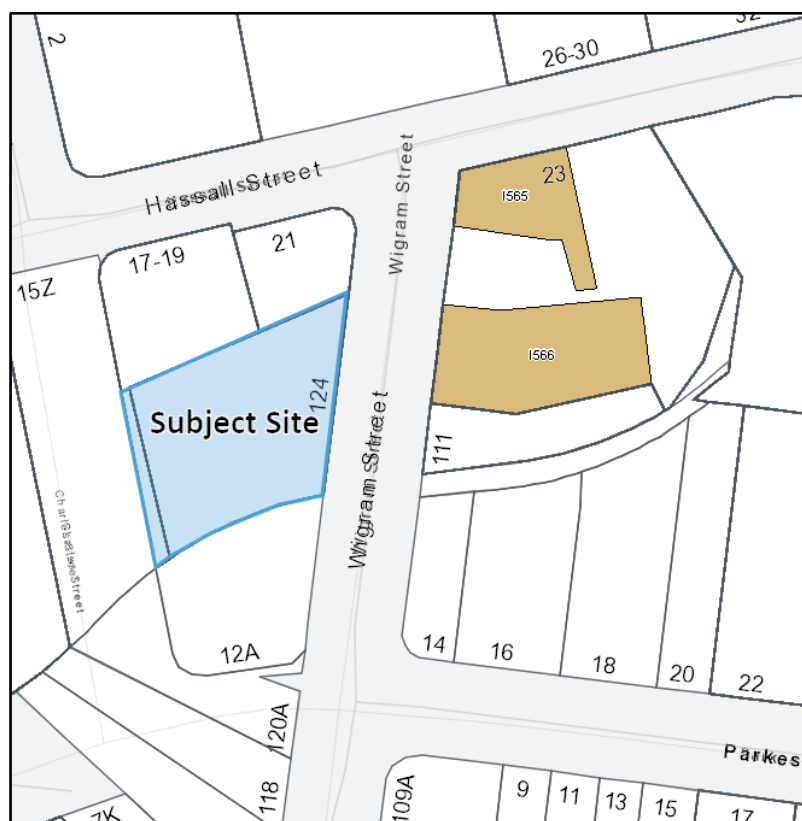 2
26-30
32
Hassall Street
Wigram Street
23
I565
17-19
21
15Z
I566
124
Subject Site
Wigram Street
111
Charles Street
12A
14
16
18
20
22
120A
Parkes
118
109A
9
11
13
15
17
7K